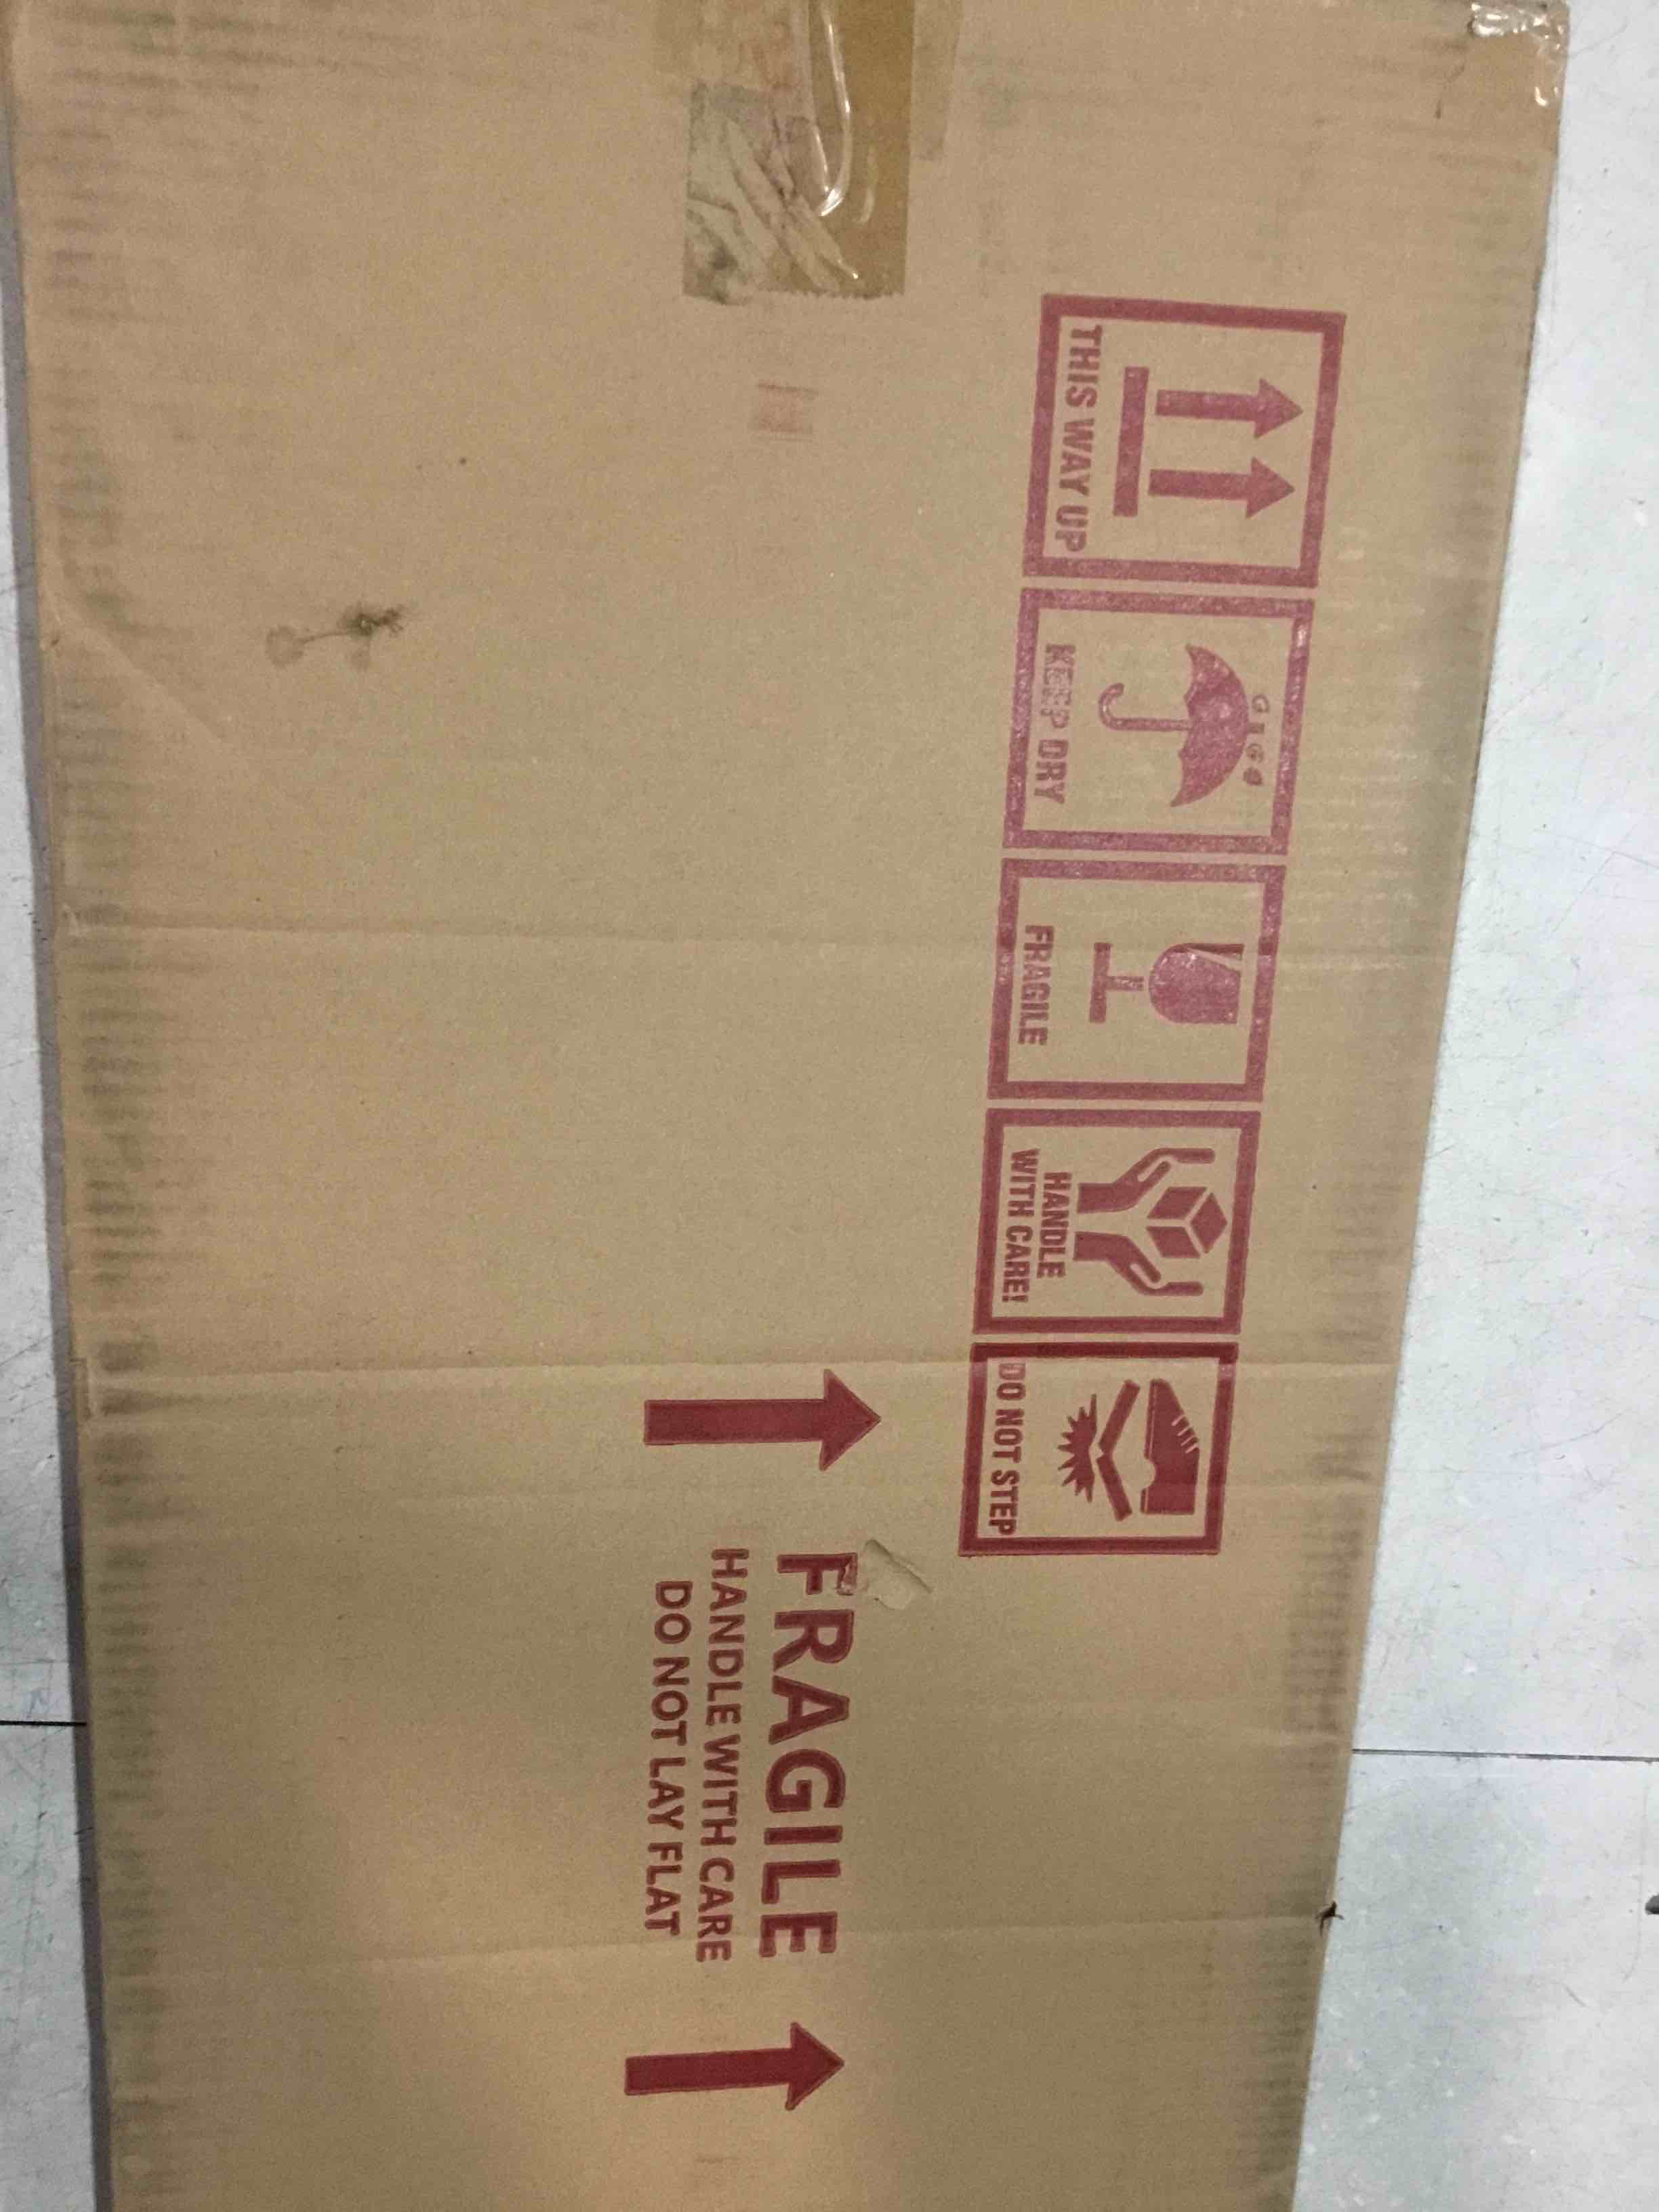 THIS WAY UP
KEEP DRY
FRAGILE
HANDLE
WITH CARE!
DO NOT STEP
FRAGILE
HANDLE WITH CARE
DO NOT LAY FLAT